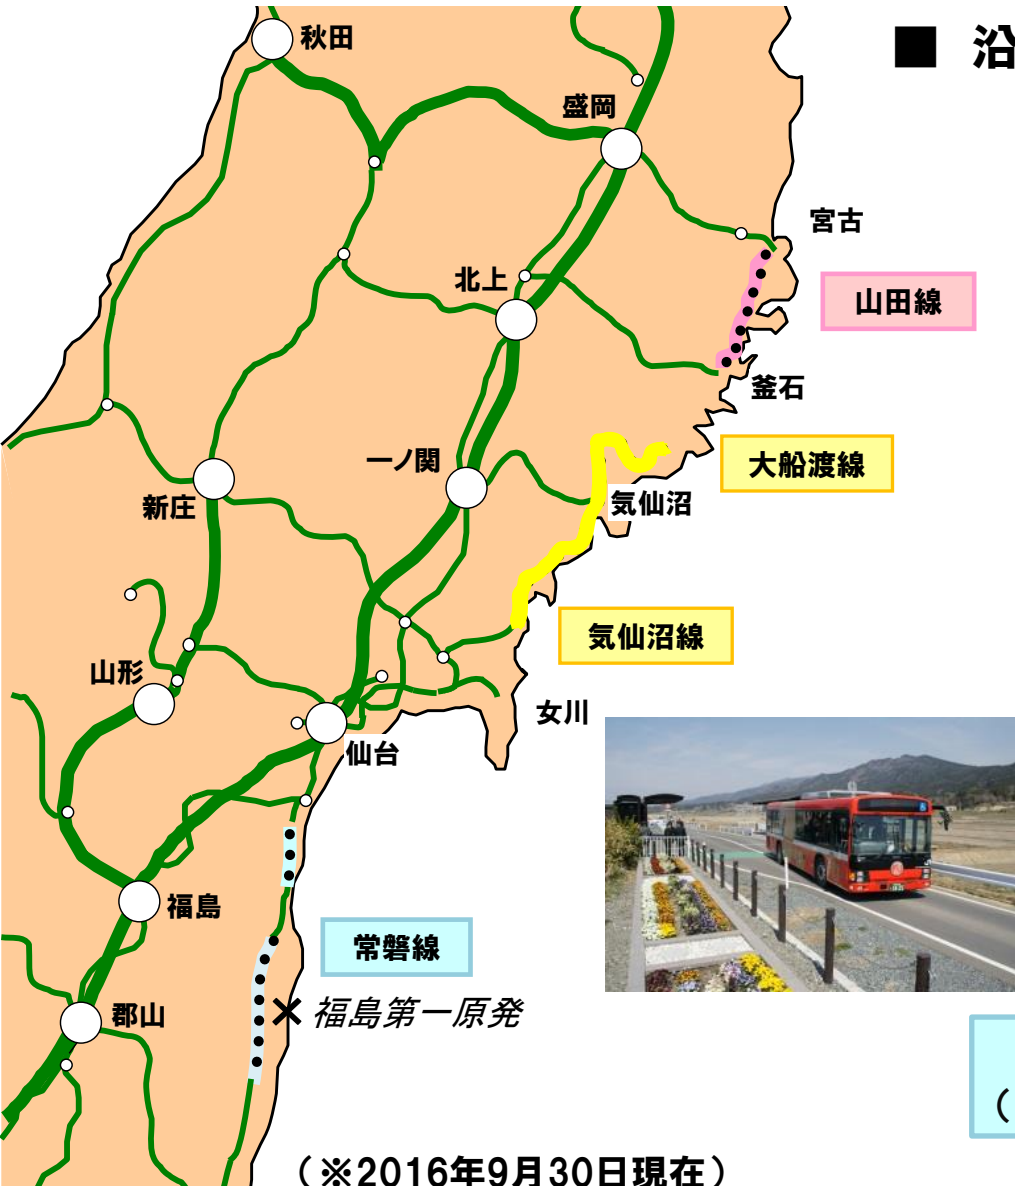 秋田
■ 沿
盛岡
宮古
北上
山田線
釜石
一ノ関
大船渡線
新庄
気仙沼
気仙沼線
山形
女川
仙台
福島
常磐線
郡山
福島第一原発
(
(※2016年9月30日現在)